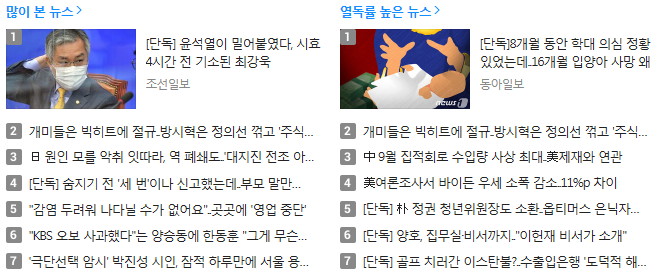 많이 본 뉴스 >
1
[단독] 윤석열이 밀어붙였다, 시효
4시간 전 기소된 최강욱
조선일보
2 개미들은 빅히트에 절규..방시혁은 정의선 꺾고 '주식...
3 日 원인 모를 악취 잇따라, 역 폐쇄도..'대지진 전조 아...
4 [단독] 숨지기 전 '세 번'이나 신고했는데..부모 말만...
5 "감염 두려워 나다닐 수가 없어요"..곳곳에 '영업 중단'
6 "KBS 오보 사과했다"는 양승동에 한동훈 "그게 무슨...
7 '극단선택 암시' 박진성 시인, 잠적 하루만에 서울 용...
열독률 높은 뉴스 >
1
news1
[단독]8개월 동안 학대 의심 정황
있었는데..16개월 입양아 사망 왜
동아일보
2 개미들은 빅히트에 절규..방시혁은 정의선 꺾고 '주식...
3 中 9월 집적회로 수입량 사상 최대..美제재와 연관
4 美여론조사서 바이든 우세 소폭 감소..11%p 차이
5 [단독] 朴 정권 청년위원장도 소환..옵티머스 은닉자...
6 [단독] 양호, 집무실·비서까지.."이헌재 비서가 소개"
7 [단독] 골프 치러간 이스탄불?..수출입은행 '도덕적 해...